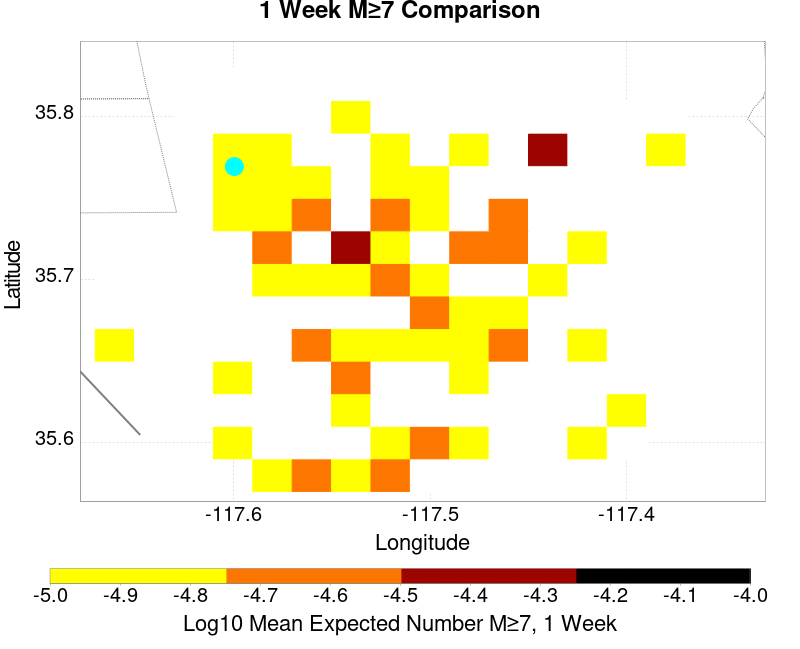 1 Week M≥7 Comparison
35.8
35.7
35.6
Latitude
-117.6 -117.5 -117.4
Longitude
-5.0 -4.9 -4.8 -4.7 -4.6 -4.5 -4.4 -4.3 -4.2 -4.1 -4.0
Log10 Mean Expected Number M≥7, 1 Week